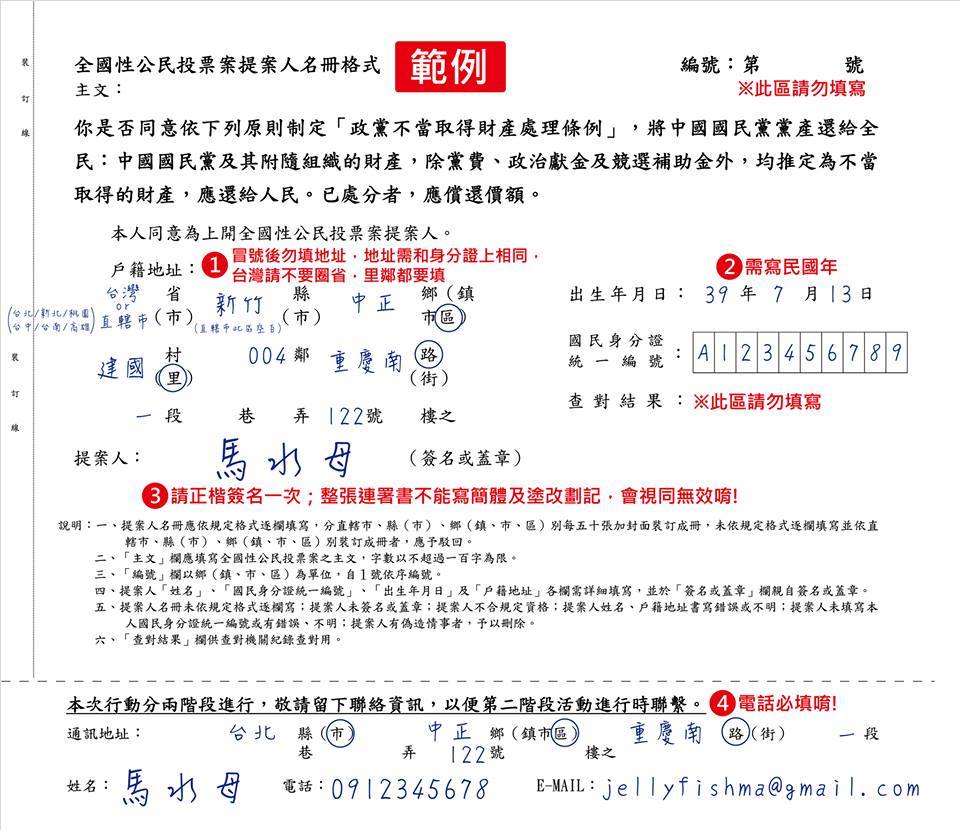 全國性公民投票案提案人名冊格式 範例 編號：第 號
主文： ※此區請勿填寫
你是否同意依下列原則制定「政黨不當取得財產處理條例」，將中國國民黨黨產還給全
民：中國國民黨及其附隨組織的財產，除黨費、政治獻金及競選補助金外，均推定為不當
取得的財產，應還給人民。已處分者，應償還價額。
本人同意為上開全國性公民投票案提案人。
戶籍地址： 1 冒號後勿填地址，地址需和身分證上相同，
台灣請不要圈省，里鄰都要填
2 需寫民國年
台灣 or 直轄市 省（市） 新竹 縣（市） 中正 鄉（鎮市區）
(台北/新北/桃園
台中/台南/高雄)
(直轄市此區空白)
出生年月日： 39 年 7 月 13 日
建國 村（里） 004 鄰 重慶南 路（街）
國民身分證統一編號： A123456789
一 段 巷 弄 122 號 樓之
查對結果： ※此區請勿填寫
提案人： 馬水母 （簽名或蓋章）
3 請正楷簽名一次；整張連署書不能寫簡體及塗改劃記，會視同無效唷!
說明：一、提案人名冊應依規定格式逐欄填寫，分直轄市、縣（市）、鄉（鎮、市、區）別每五十張加封面裝訂成冊，未依規定格式逐欄填寫並依直
轄市、縣（市）、鄉（鎮、市、區）別裝訂成冊者，應予駁回。
二、「主文」欄應填寫全國性公民投票案之主文，字數以不超過一百字為限。
三、「編號」欄以鄉（鎮、市、區）為單位，自１號依序編號。
四、提案人「姓名」、「國民身分證統一編號」、「出生年月日」及「戶籍地址」各欄需詳細填寫，並於「簽名或蓋章」欄親自簽名或蓋章。
五、提案人名冊未依規定格式逐欄寫；提案人未簽名或蓋章；提案人不合規定資格；提案人姓名、戶籍地址書寫錯誤或不明；提案人未填寫本
人國民身分證統一編號或有錯誤、不明；提案人有偽造情事者，予以刪除。
六、「查對結果」欄供查對機關紀錄查對用。
裝
訂
線
裝
訂
線
本次行動分兩階段進行，敬請留下聯絡資訊，以便第二階段活動進行時聯繫。 4 電話必填唷!
通訊地址： 台北 縣（市） 中正 鄉（鎮市區） 重慶南 路（街） 一 段
巷 弄 122 號 樓之
姓名： 馬水母 電話：0912345678 E-MAIL：jellyfishma@gmail.com